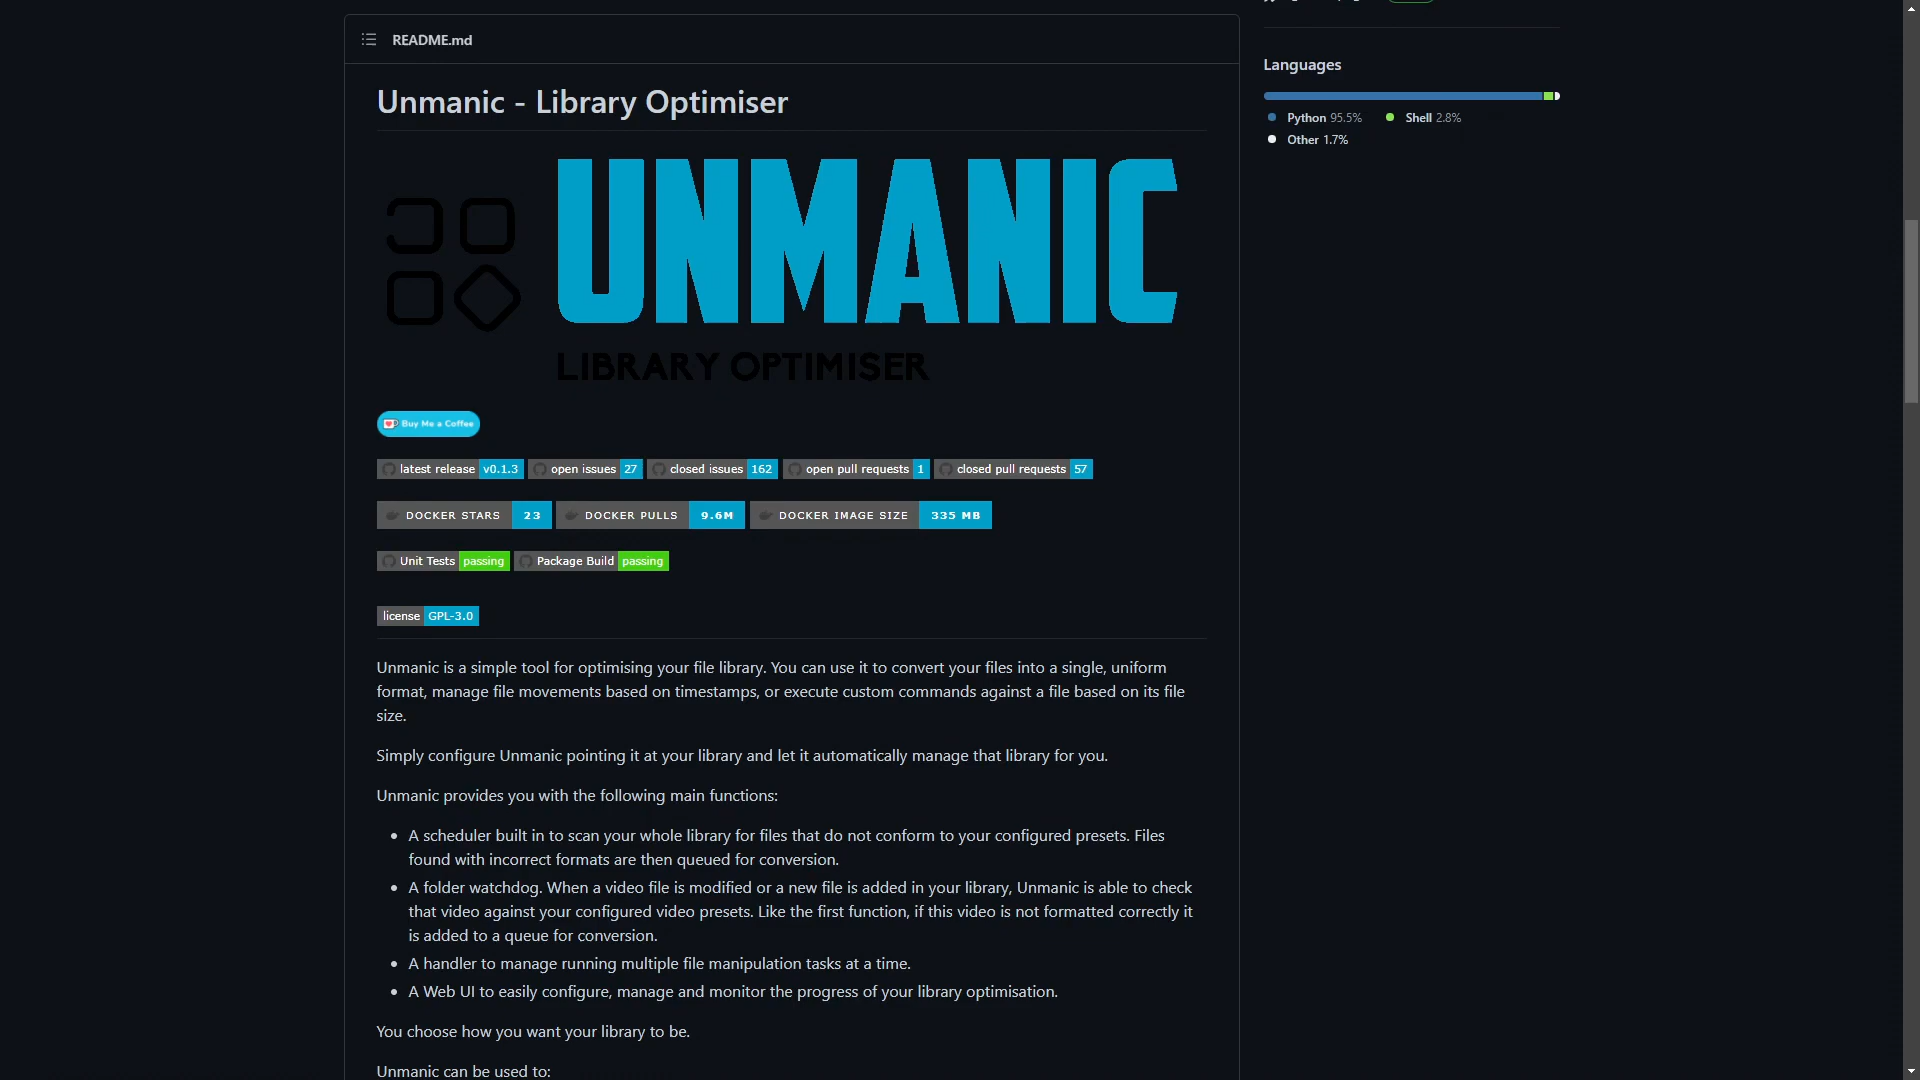 README.md
Unmanic - Library Optimiser
UNMANIC
LIBRARY OPTIMISER
Buy Me a Coffee
latest release v0.1.3 open issues 27 closed issues 162 open pull requests 1 closed pull requests 57
DOCKER STARS 23 DOCKER PULLS 9.6M DOCKER IMAGE SIZE 335 MB
Unit Tests passing Package Build passing
license GPL-3.0
Unmanic is a simple tool for optimising your file library. You can use it to convert your files into a single, uniform
format, manage file movements based on timestamps, or execute custom commands against a file based on its file
size.
Simply configure Unmanic pointing it at your library and let it automatically manage that library for you.
Unmanic provides you with the following main functions:
A scheduler built in to scan your whole library for files that do not conform to your configured presets. Files
found with incorrect formats are then queued for conversion.
A folder watchdog. When a video file is modified or a new file is added in your library, Unmanic is able to check
that video against your configured video presets. Like the first function, if this video is not formatted correctly it
is added to a queue for conversion.
A handler to manage running multiple file manipulation tasks at a time.
A Web UI to easily configure, manage and monitor the progress of your library optimisation.
You choose how you want your library to be.
Unmanic can be used to:
Languages
Python 95.5% Shell 2.8%
Other 1.7%